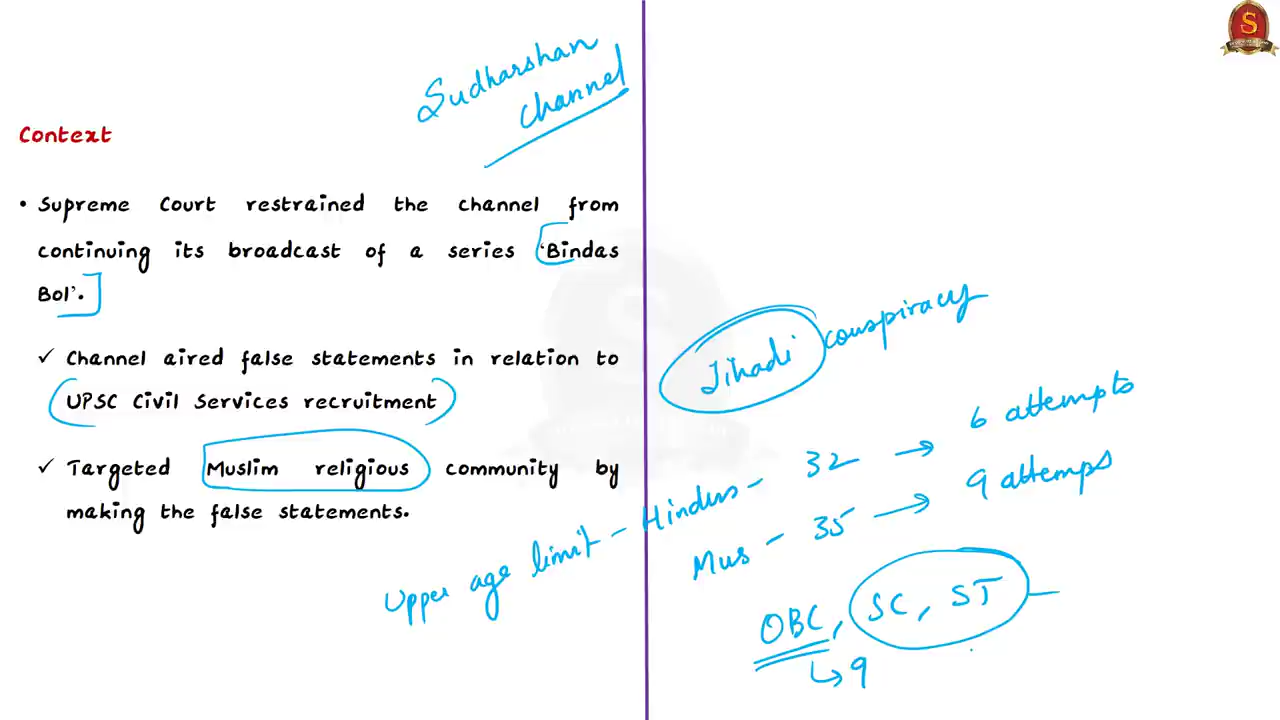 Sudharshan
channel
Context
• Supreme Court restrained the channel from
continuing its broadcast of a series 'Bindas
Bol'.
✓ Channel aired false statements in relation to
UPSC Civil Services recruitment
✓ Targeted Muslim religious community by
making the false statements.
Jihadi conspiracy
Upper age limit - Hindus - 32 → 6 attempts
Mus - 35 → 9 attemps
OBC, SC, ST -
↳ 9
S